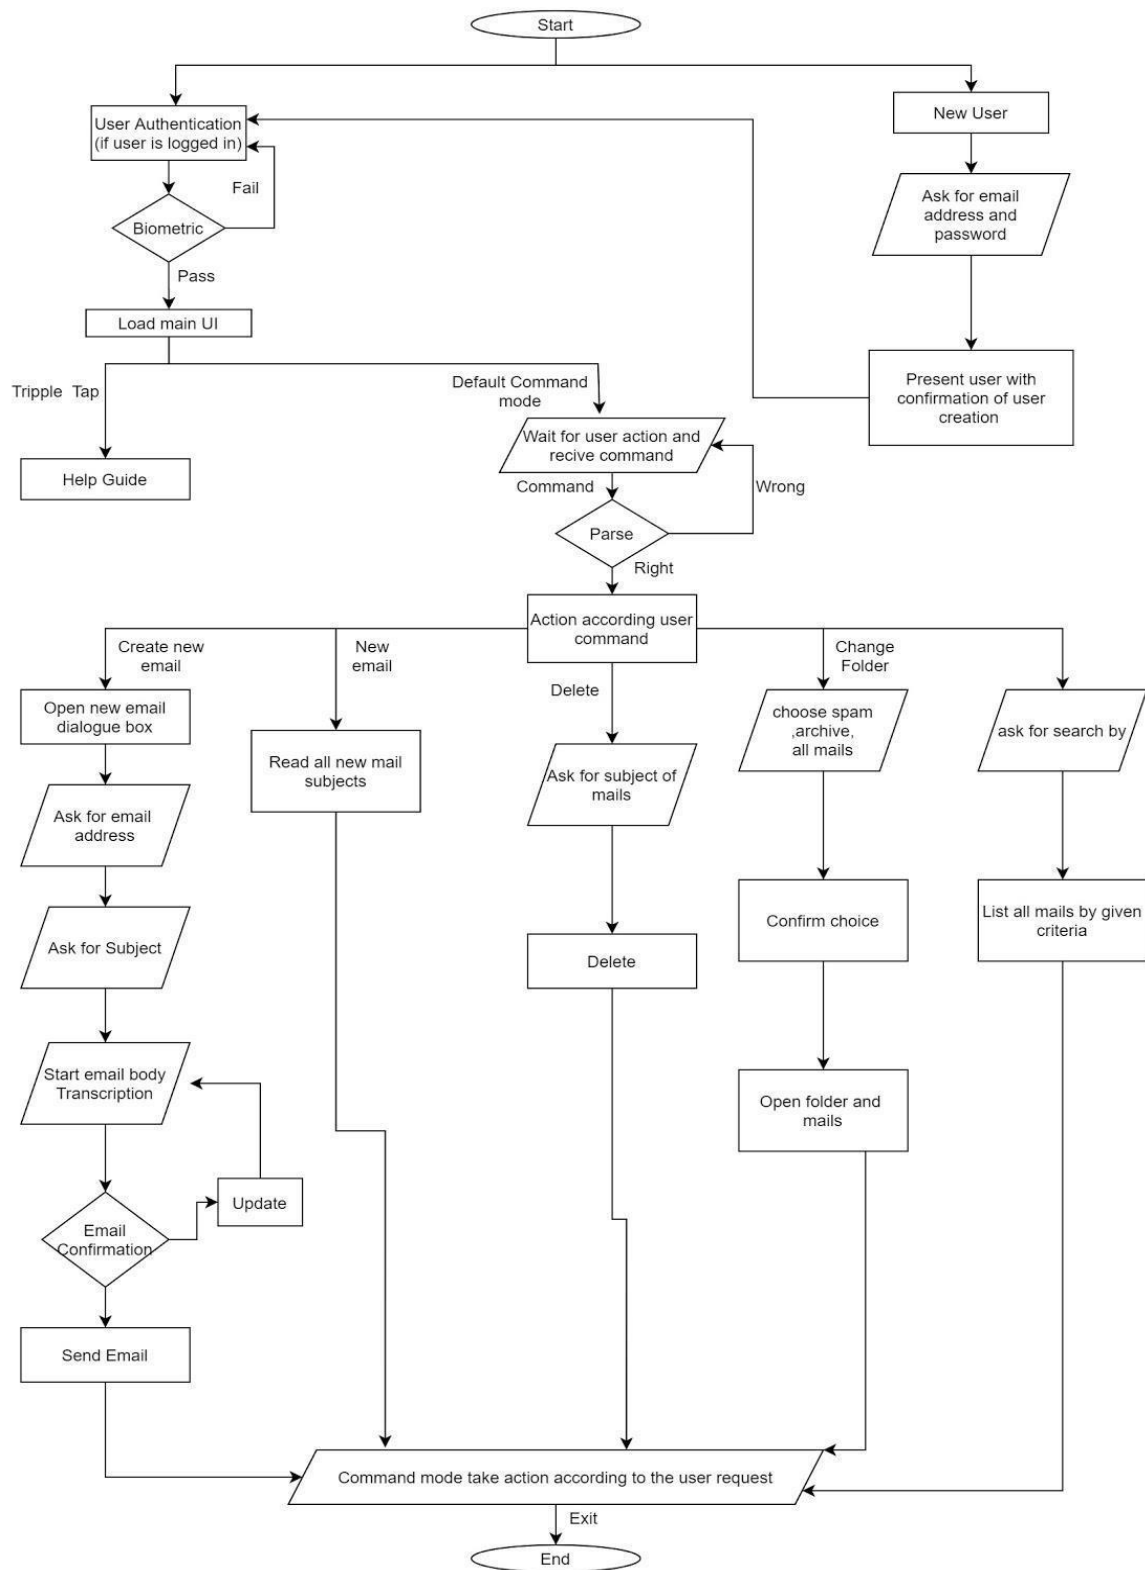 Start
User Authentication
(if user is logged in)
New User
Fail
Ask for email
address and
password
Biometric
Pass
Load main UI
Tripple Tap
Default Command
mode
Present user with
confirmation of user
creation
Wait for user action and
recive command
Help Guide
Command
Wrong
Parse
Right
Action according user
command
Create new
email
New
email
Delete
Change
Folder
Open new email
dialogue box
Read all new mail
subjects
Ask for subject of
mails
choose spam
,archive,
all mails
ask for search by
Ask for email
address
Confirm choice
List all mails by given
criteria
Ask for Subject
Delete
Start email body
Transcription
Open folder and
mails
Update
Email
Confirmation
Send Email
Command mode take action according to the user request
Exit
End